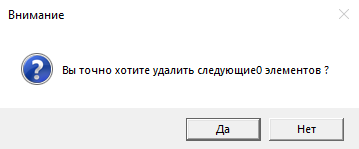 Внимание
Вы точно хотите удалить следующие0 элементов ?
Да
Нет